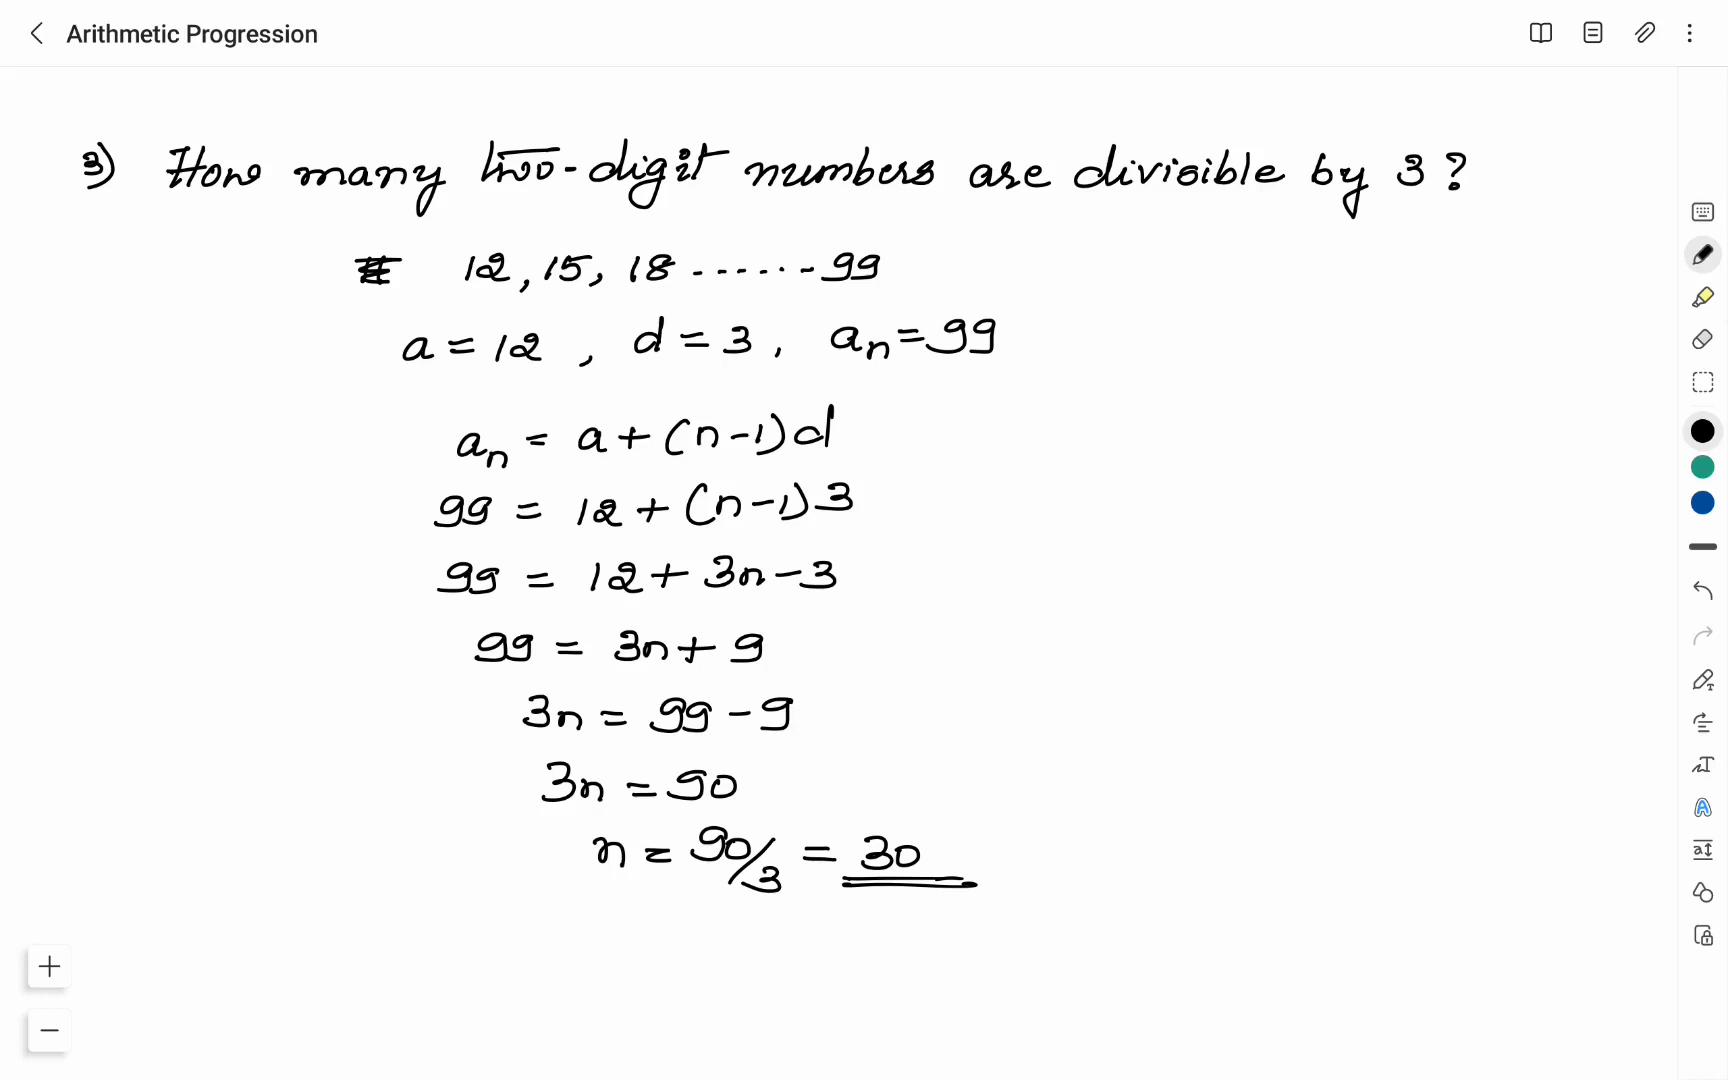 Arithmetic Progression
3) How many two-digit numbers are divisible by 3 ?
12, 15, 18 ....... 99
a = 12 , d = 3 , aₙ = 99
aₙ = a + (n-1)d
99 = 12 + (n-1)3
99 = 12 + 3n - 3
99 = 3n + 9
3n = 99 - 9
3n = 90
n = 90/3 = 30